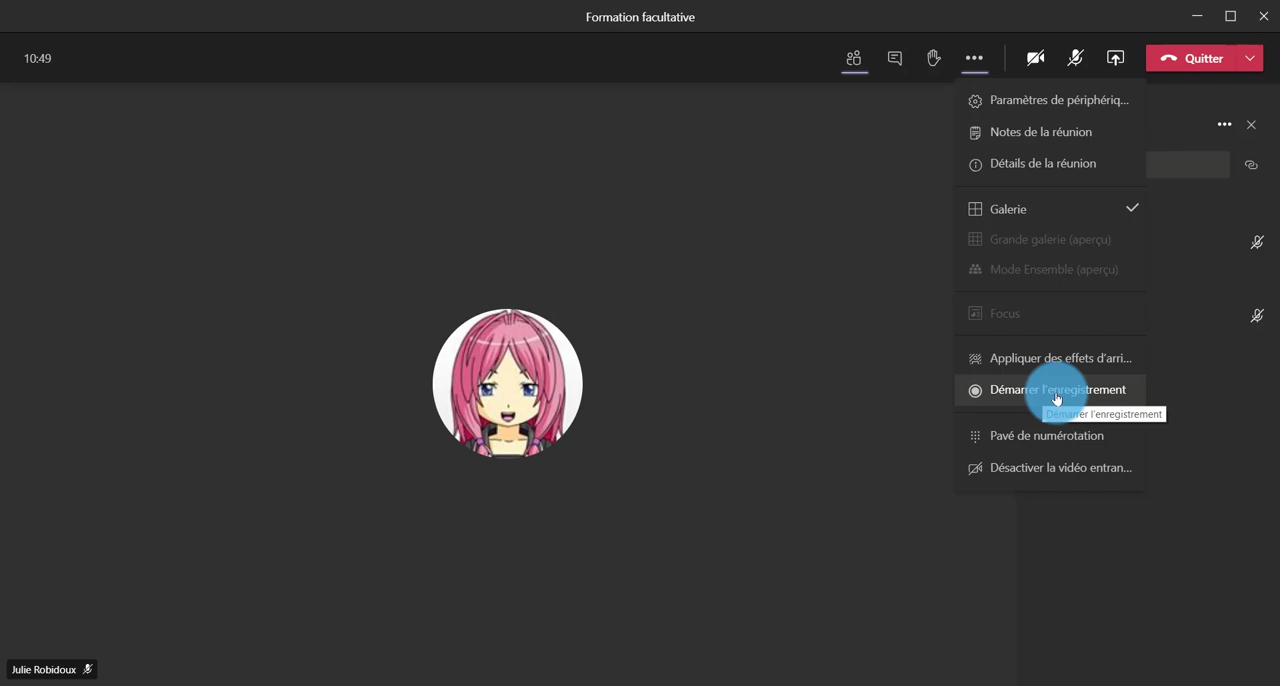 Formation facultative
10:49
Quitter
Paramètres de périphériq...
Notes de la réunion
Détails de la réunion
Galerie
Grande galerie (aperçu)
Mode Ensemble (aperçu)
Focus
Appliquer des effets d'arri...
Démarrer l'enregistrement
Démarrer l'enregistrement
Pavé de numérotation
Désactiver la vidéo entran...
Julie Robidoux